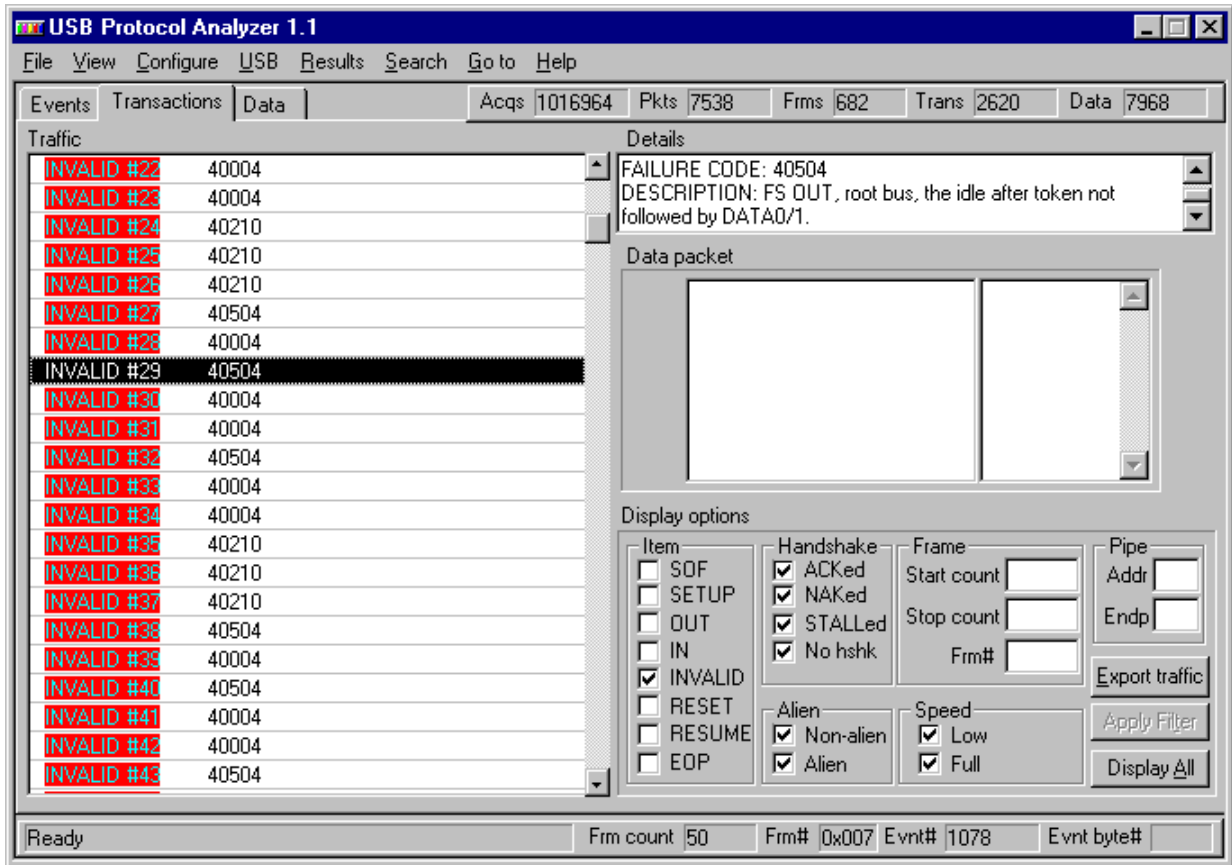 USB Protocol Analyzer 1.1
File View Configure USB Results Search Go to Help
Events Transactions Data Acqs 1016964 Pkts 7538 Frms 682 Trans 2620 Data 7968
Traffic
INVALID #22 40004
INVALID #23 40004
INVALID #24 40210
INVALID #25 40210
INVALID #26 40210
INVALID #27 40504
INVALID #28 40004
INVALID #29 40504
INVALID #30 40004
INVALID #31 40004
INVALID #32 40504
INVALID #33 40004
INVALID #34 40004
INVALID #35 40210
INVALID #36 40210
INVALID #37 40210
INVALID #38 40504
INVALID #39 40004
INVALID #40 40504
INVALID #41 40004
INVALID #42 40004
INVALID #43 40504
Details
FAILURE CODE: 40504
DESCRIPTION: FS OUT, root bus, the idle after token not
followed by DATA0/1.
Data packet
Display options
Item
SOF
SETUP
OUT
IN
INVALID
RESET
RESUME
EOP
Handshake
ACKed
NAKed
STALLed
No hshk
Alien
Non-alien
Alien
Frame
Start count
Stop count
Frm#
Speed
Low
Full
Pipe
Addr
Endp
Export traffic
Apply Filter
Display All
Ready Frm count 50 Frm# 0x007 Evnt# 1078 Evnt byte#